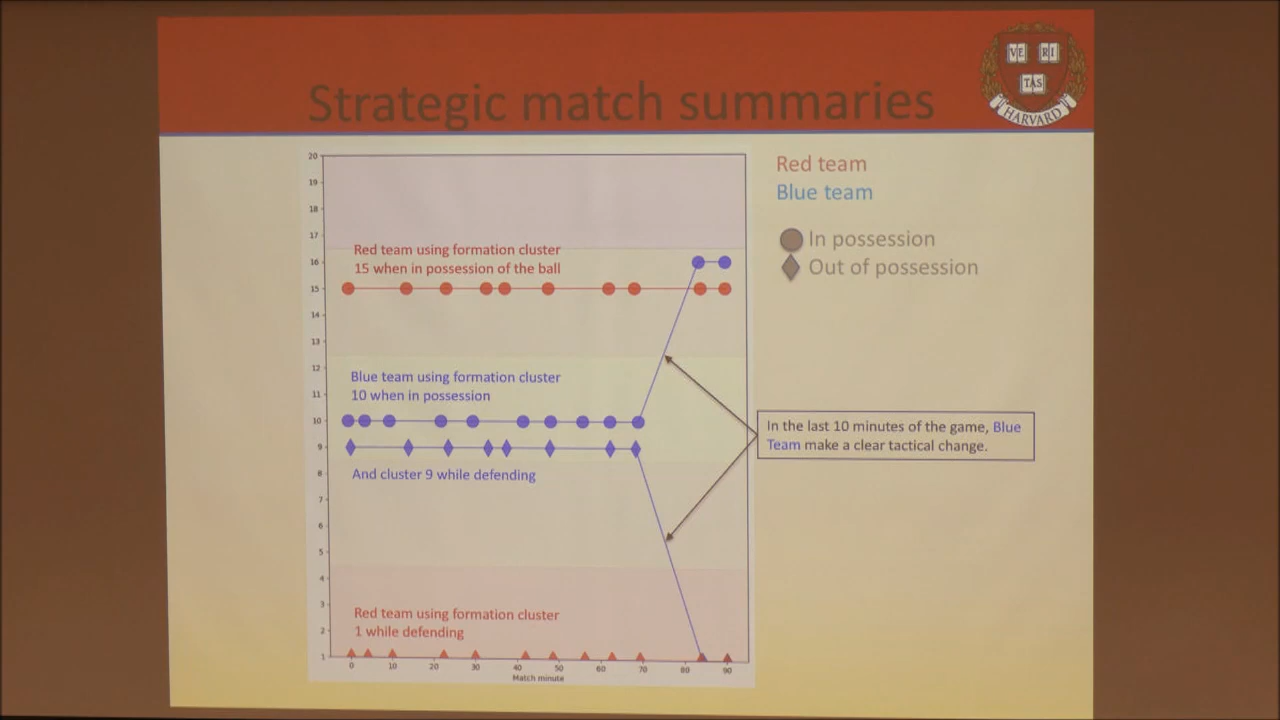 Strategic match summaries
VE RI
TAS
HARVARD
Red team
Blue team
In possession
Out of possession
20
19
18
17
16
15
14
13
12
11
10
9
8
7
6
5
4
3
2
1
Red team using formation cluster
15 when in possession of the ball
Blue team using formation cluster
10 when in possession
And cluster 9 while defending
Red team using formation cluster
1 while defending
In the last 10 minutes of the game, Blue
Team make a clear tactical change.
0 10 20 30 40 50 60 70 80 90
Match minute